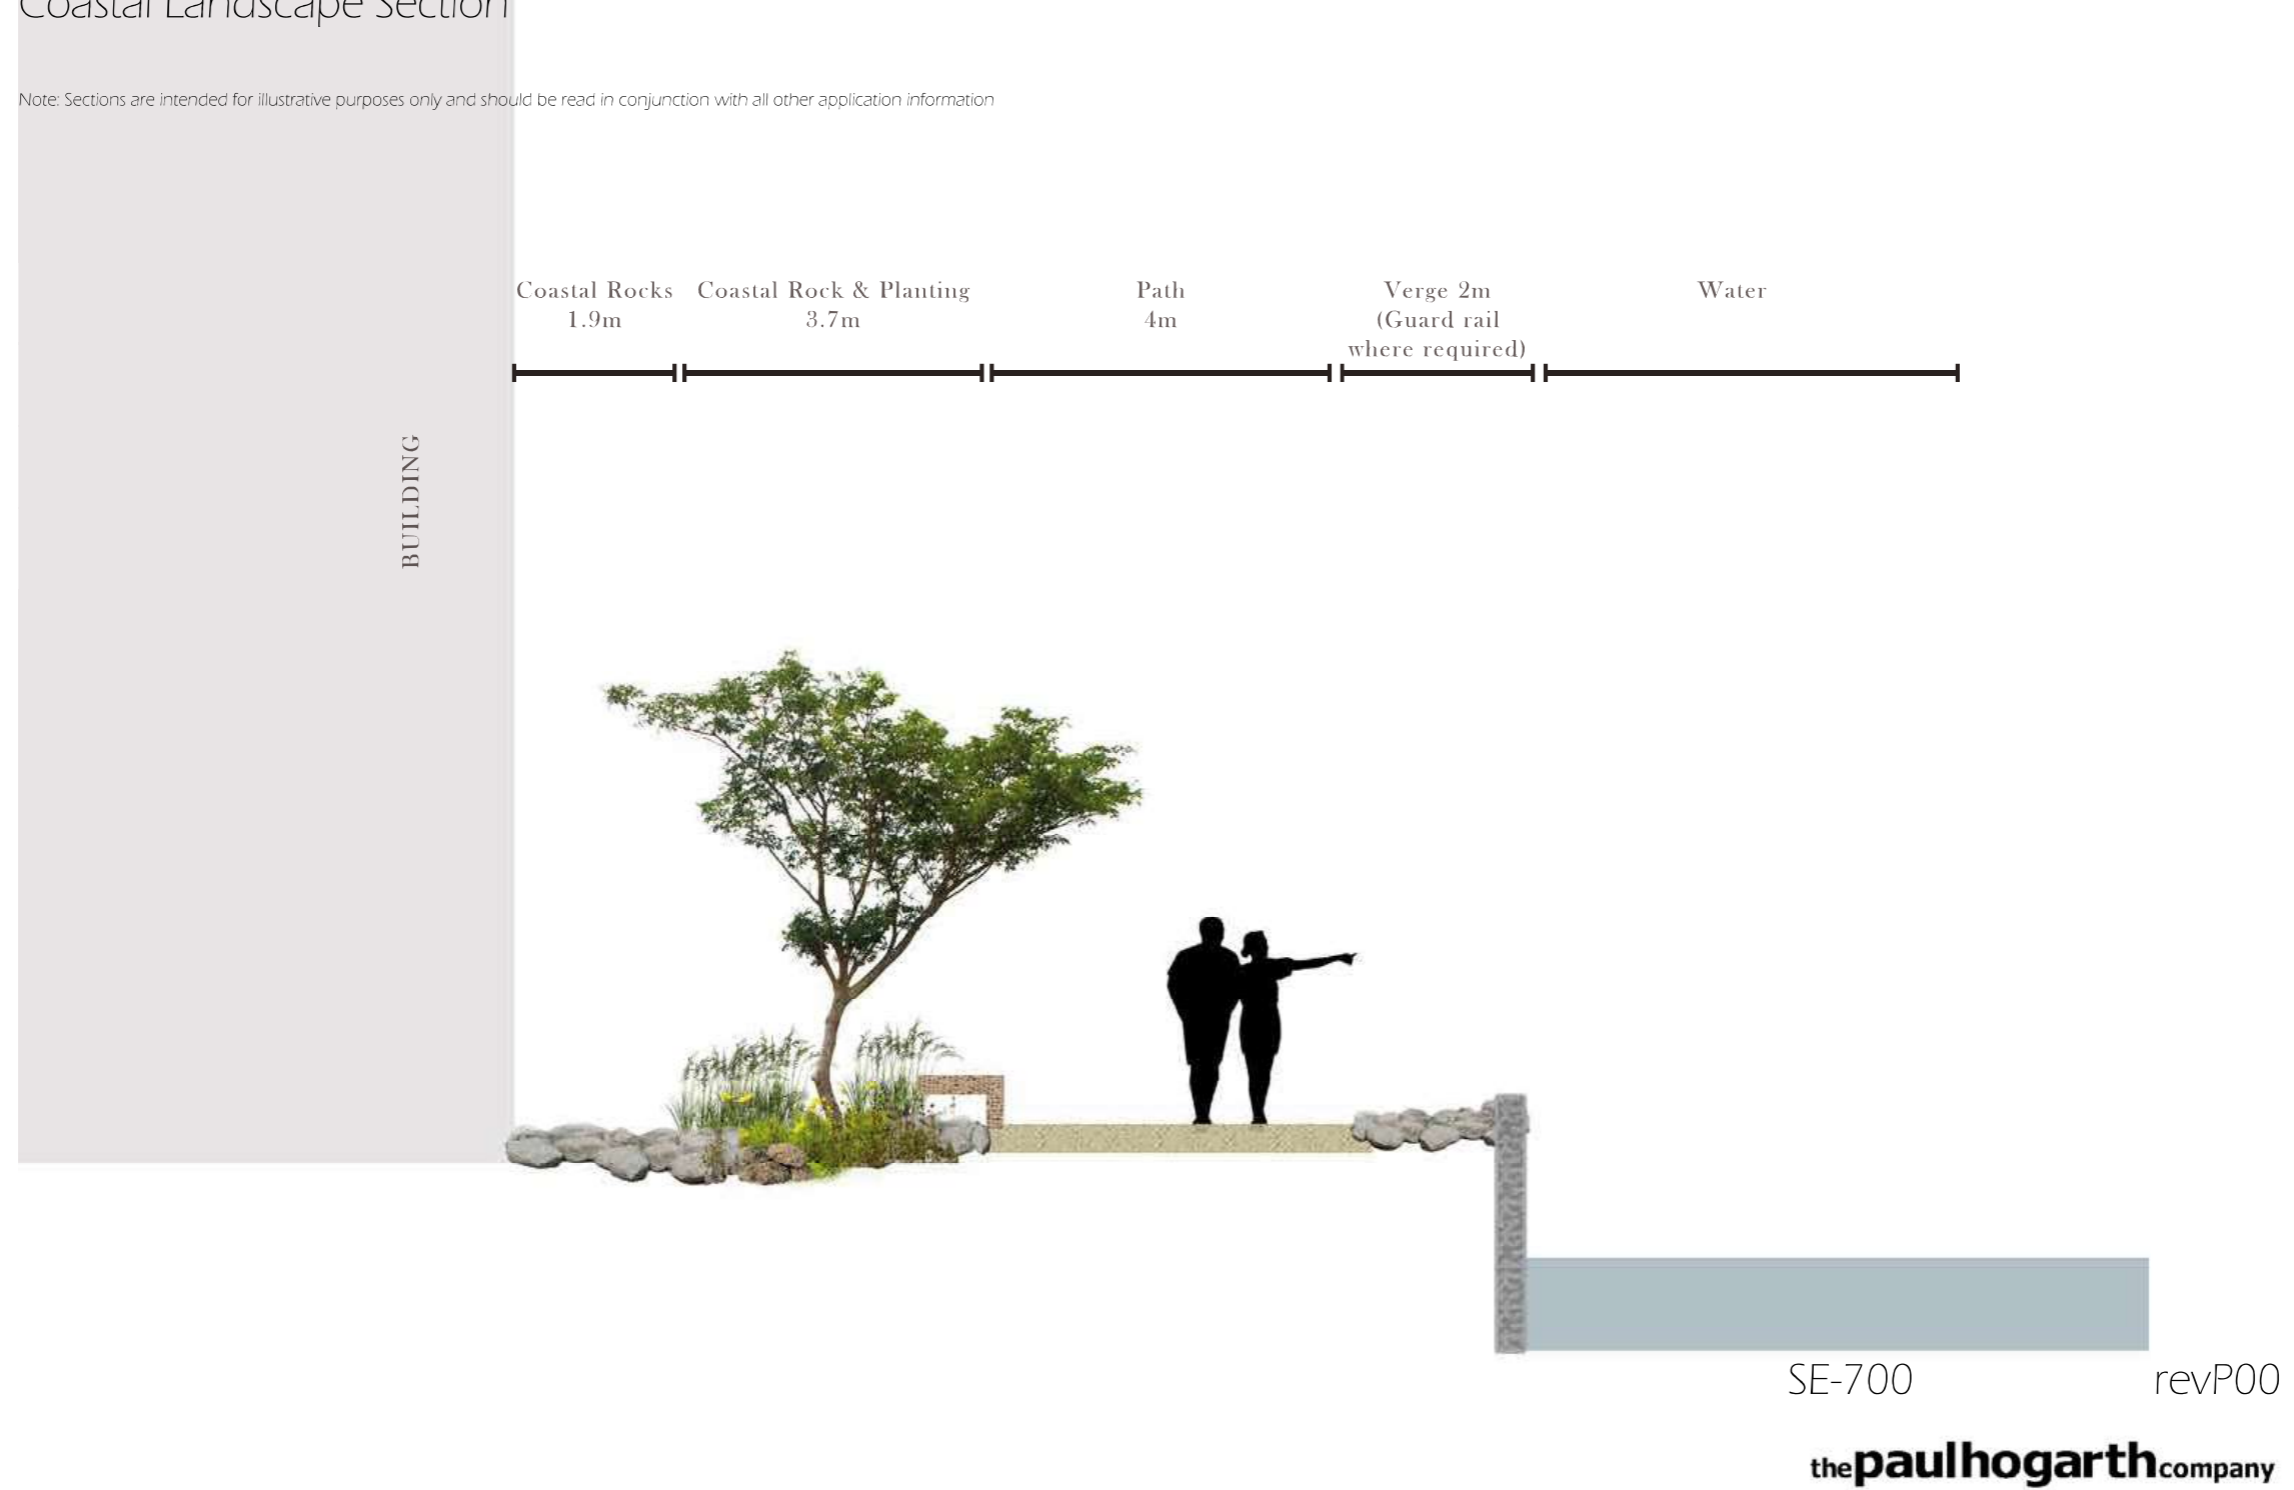 Coastal Landscape Section
Note: Sections are intended for illustrative purposes only and should be read in conjunction with all other application information
Coastal Rocks
1.9m
Coastal Rock & Planting
3.7m
Path
4m
Verge 2m
(Guard rail
where required)
Water
BUILDING
SE-700
revP00
thepaulhogarthcompany